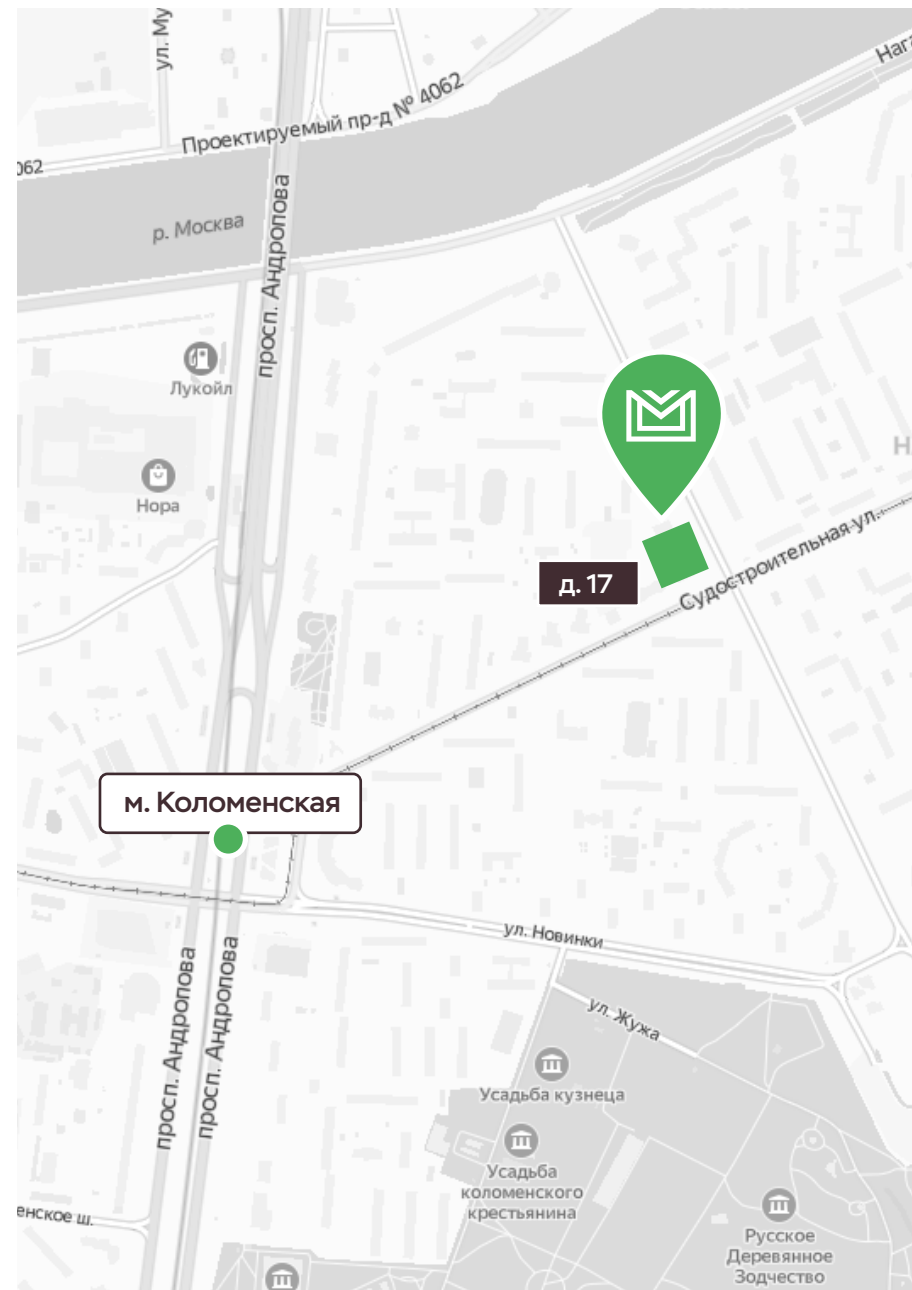 ул. Му
Проектируемый пр-д № 4062
062
р. Москва
просп. Андропова
Нага
Лукойл
Нора
Н
д. 17
Судостроительная ул.
м. Коломенская
ул. Новинки
просп. Андропова
просп. Андропова
ул. Жужа
Усадьба кузнеца
Усадьба
коломенского
крестьянина
енское ш.
Русское
Деревянное
Зодчество